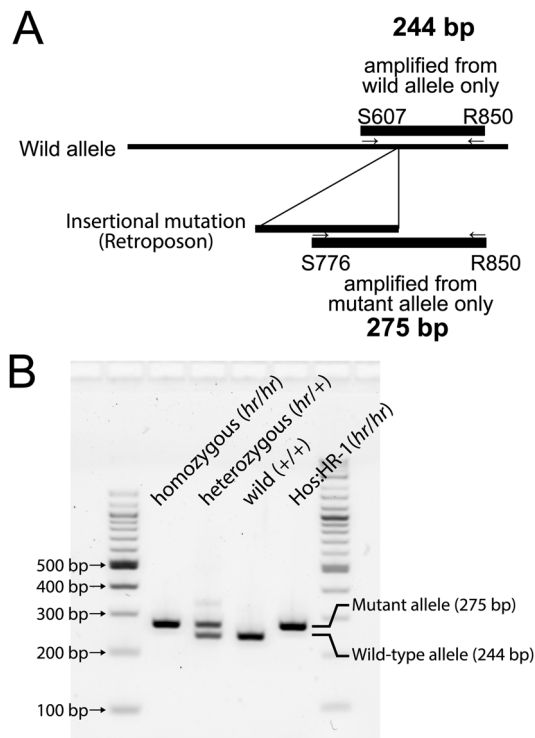 A
244 bp
amplified from
wild allele only
S607 R850
Wild allele
Insertional mutation
(Retroposon)
S776 R850
amplified from
mutant allele only
275 bp
B
homozygous (hr/hr)
heterozygous (hr/+)
wild (+/+)
Hos:HR-1(hr/hr)
500 bp
400 bp
300 bp
200 bp
100 bp
Mutant allele (275 bp)
Wild-type allele (244 bp)